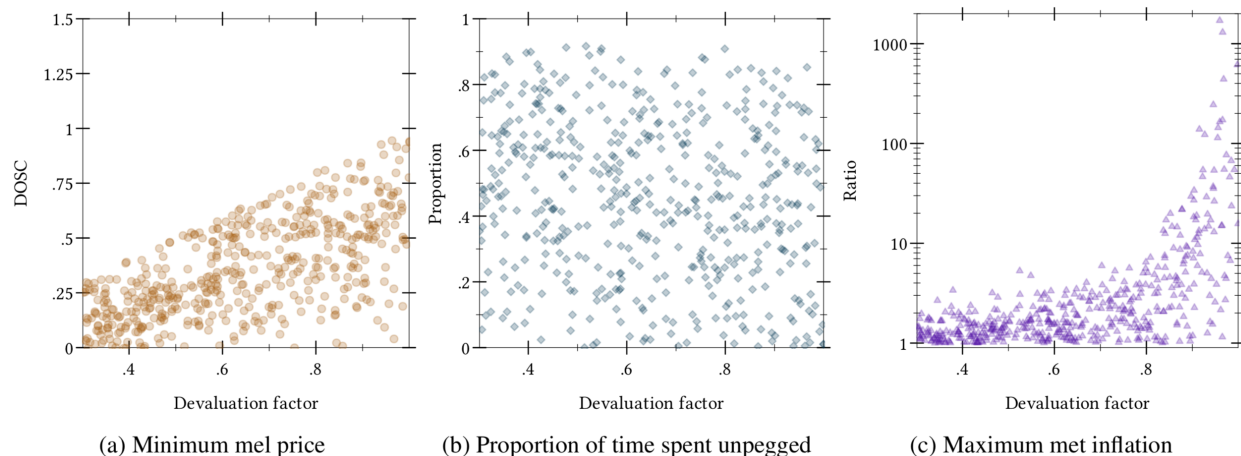 1.5
1.25
1
.75
.5
.25
0
DOSC
.4 .6 .8
Devaluation factor
(a) Minimum mel price
1
.8
.6
.4
.2
0
Proportion
.4 .6 .8
Devaluation factor
(b) Proportion of time spent unpegged
1000
100
10
1
Ratio
.4 .6 .8
Devaluation factor
(c) Maximum met inflation